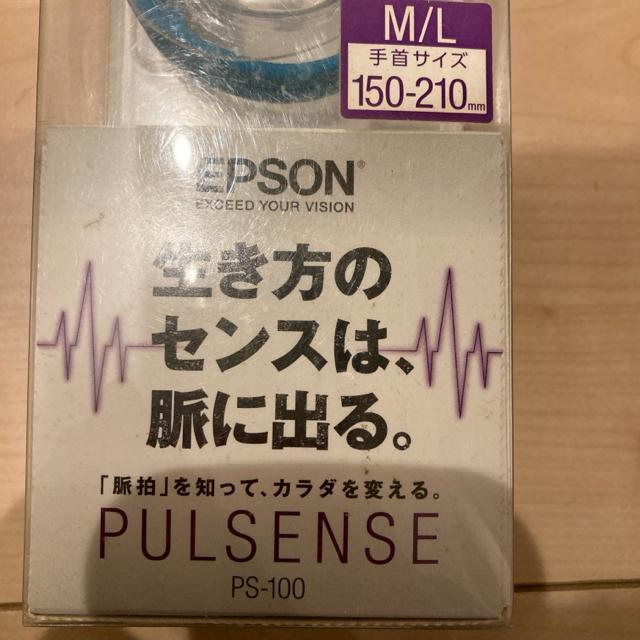 M/L
手首サイズ
150-210mm
EPSON®
EXCEED YOUR VISION
生き方の
センスは、
脈に出る。
「脈拍」を知って、カラダを変える。
PULSENSE
PS-100